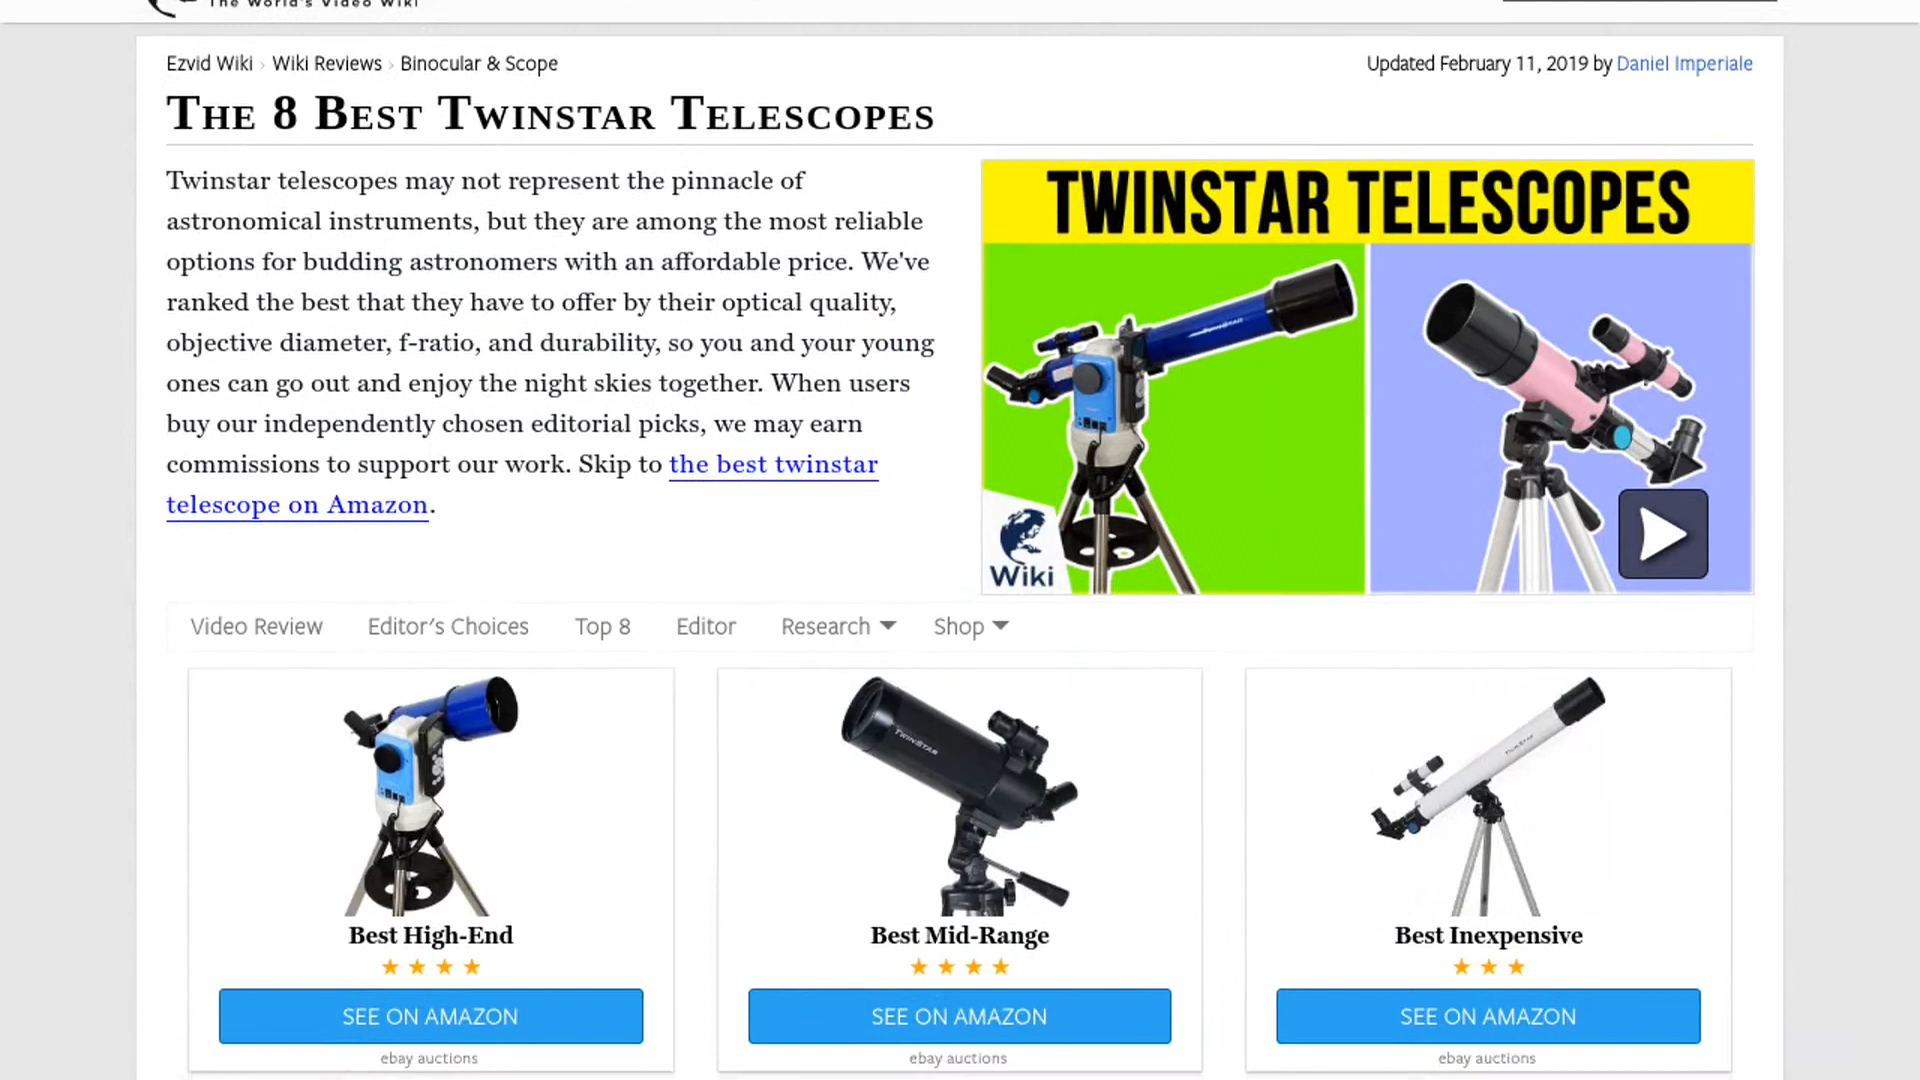 The World's Video Wiki
Ezvid Wiki › Wiki Reviews › Binocular & Scope
Updated February 11, 2019 by Daniel Imperiale
The 8 Best Twinstar Telescopes
Twinstar telescopes may not represent the pinnacle of
astronomical instruments, but they are among the most reliable
options for budding astronomers with an affordable price. We've
ranked the best that they have to offer by their optical quality,
objective diameter, f-ratio, and durability, so you and your young
ones can go out and enjoy the night skies together. When users
buy our independently chosen editorial picks, we may earn
commissions to support our work. Skip to the best twinstar
telescope on Amazon.
TWINSTAR TELESCOPES
Wiki
Video Review
Editor's Choices
Top 8
Editor
Research
Shop
TwinStar
Best High-End
Best Mid-Range
Best Inexpensive
SEE ON AMAZON
SEE ON AMAZON
SEE ON AMAZON
ebay auctions
ebay auctions
ebay auctions